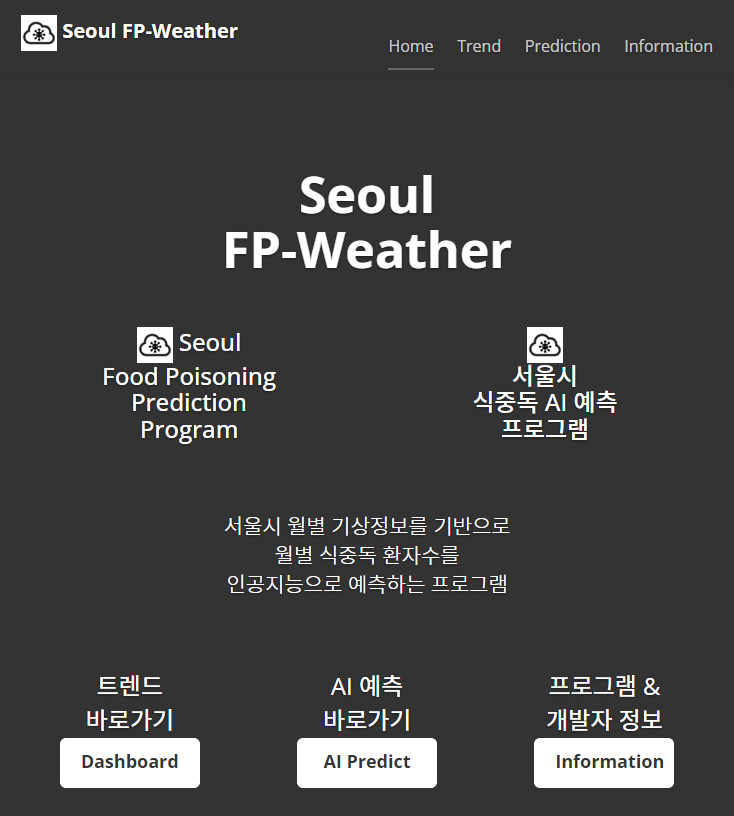 Seoul FP-Weather
Home Trend Prediction Information
Seoul
FP-Weather
Seoul
Food Poisoning
Prediction
Program
서울시
식중독 AI 예측
프로그램
서울시 월별 기상정보를 기반으로
월별 식중독 환자수를
인공지능으로 예측하는 프로그램
트렌드
바로가기
Dashboard
AI 예측
바로가기
AI Predict
프로그램 &
개발자 정보
Information